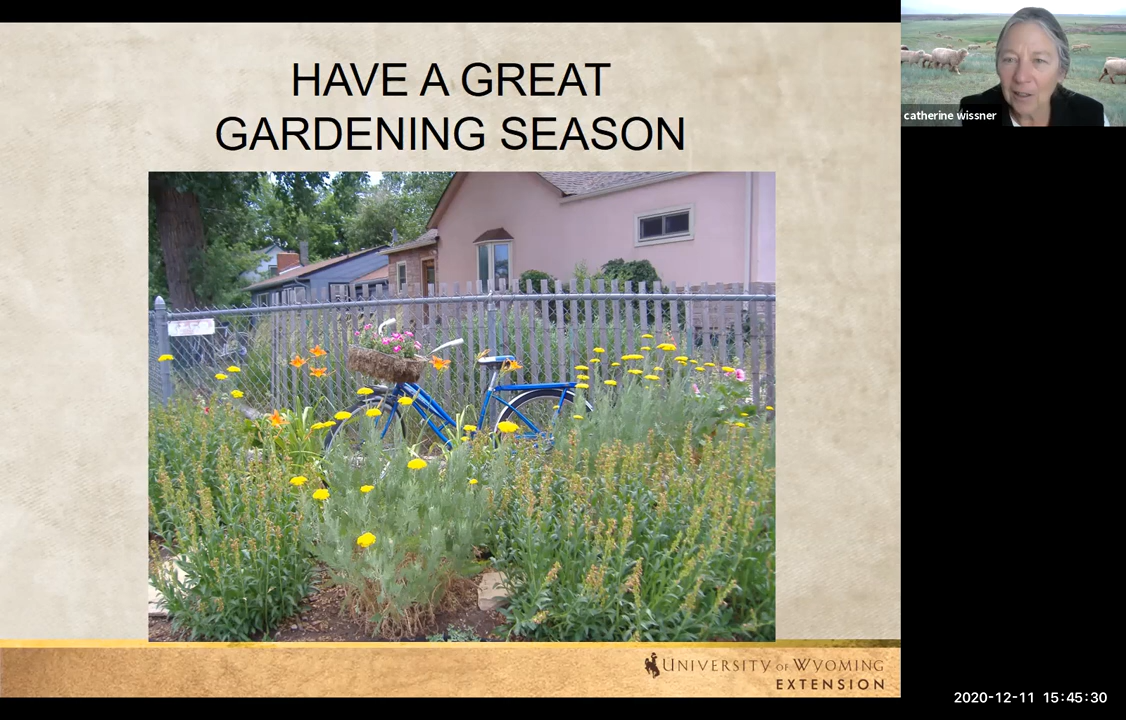 HAVE A GREAT
GARDENING SEASON
catherine wissner
UNIVERSITY OF WYOMING
EXTENSION
2020-12-11 15:45:30